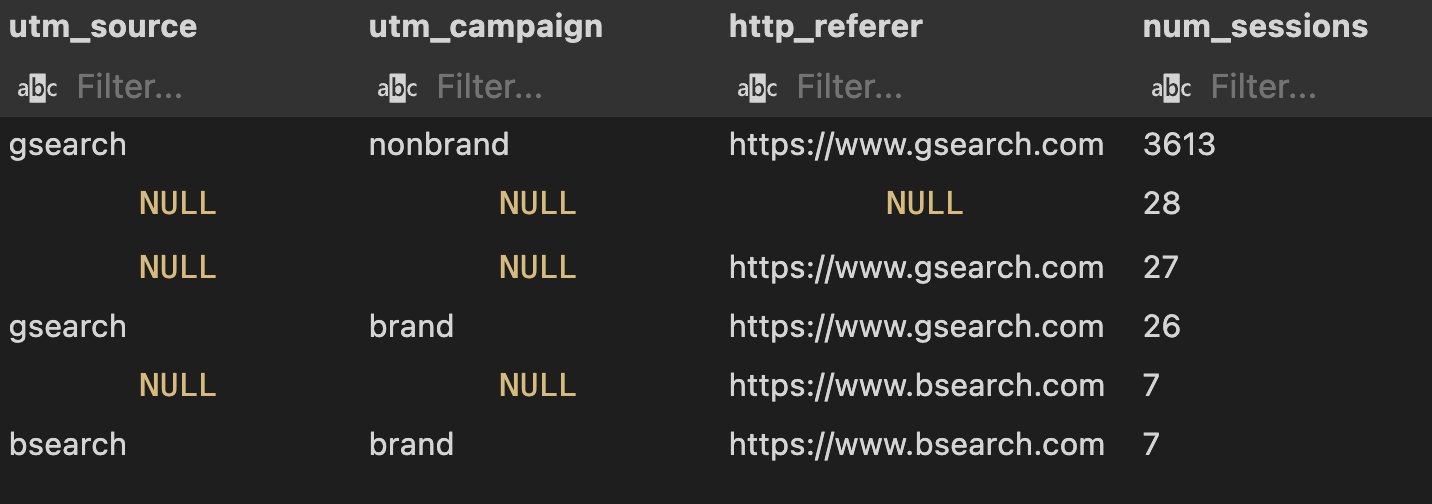 utm_source utm_campaign http_referer num_sessions
abc Filter... abc Filter... abc Filter... abc Filter...
gsearch nonbrand https://www.gsearch.com 3613
NULL NULL NULL 28
NULL NULL https://www.gsearch.com 27
gsearch brand https://www.gsearch.com 26
NULL NULL https://www.bsearch.com 7
bsearch brand https://www.bsearch.com 7